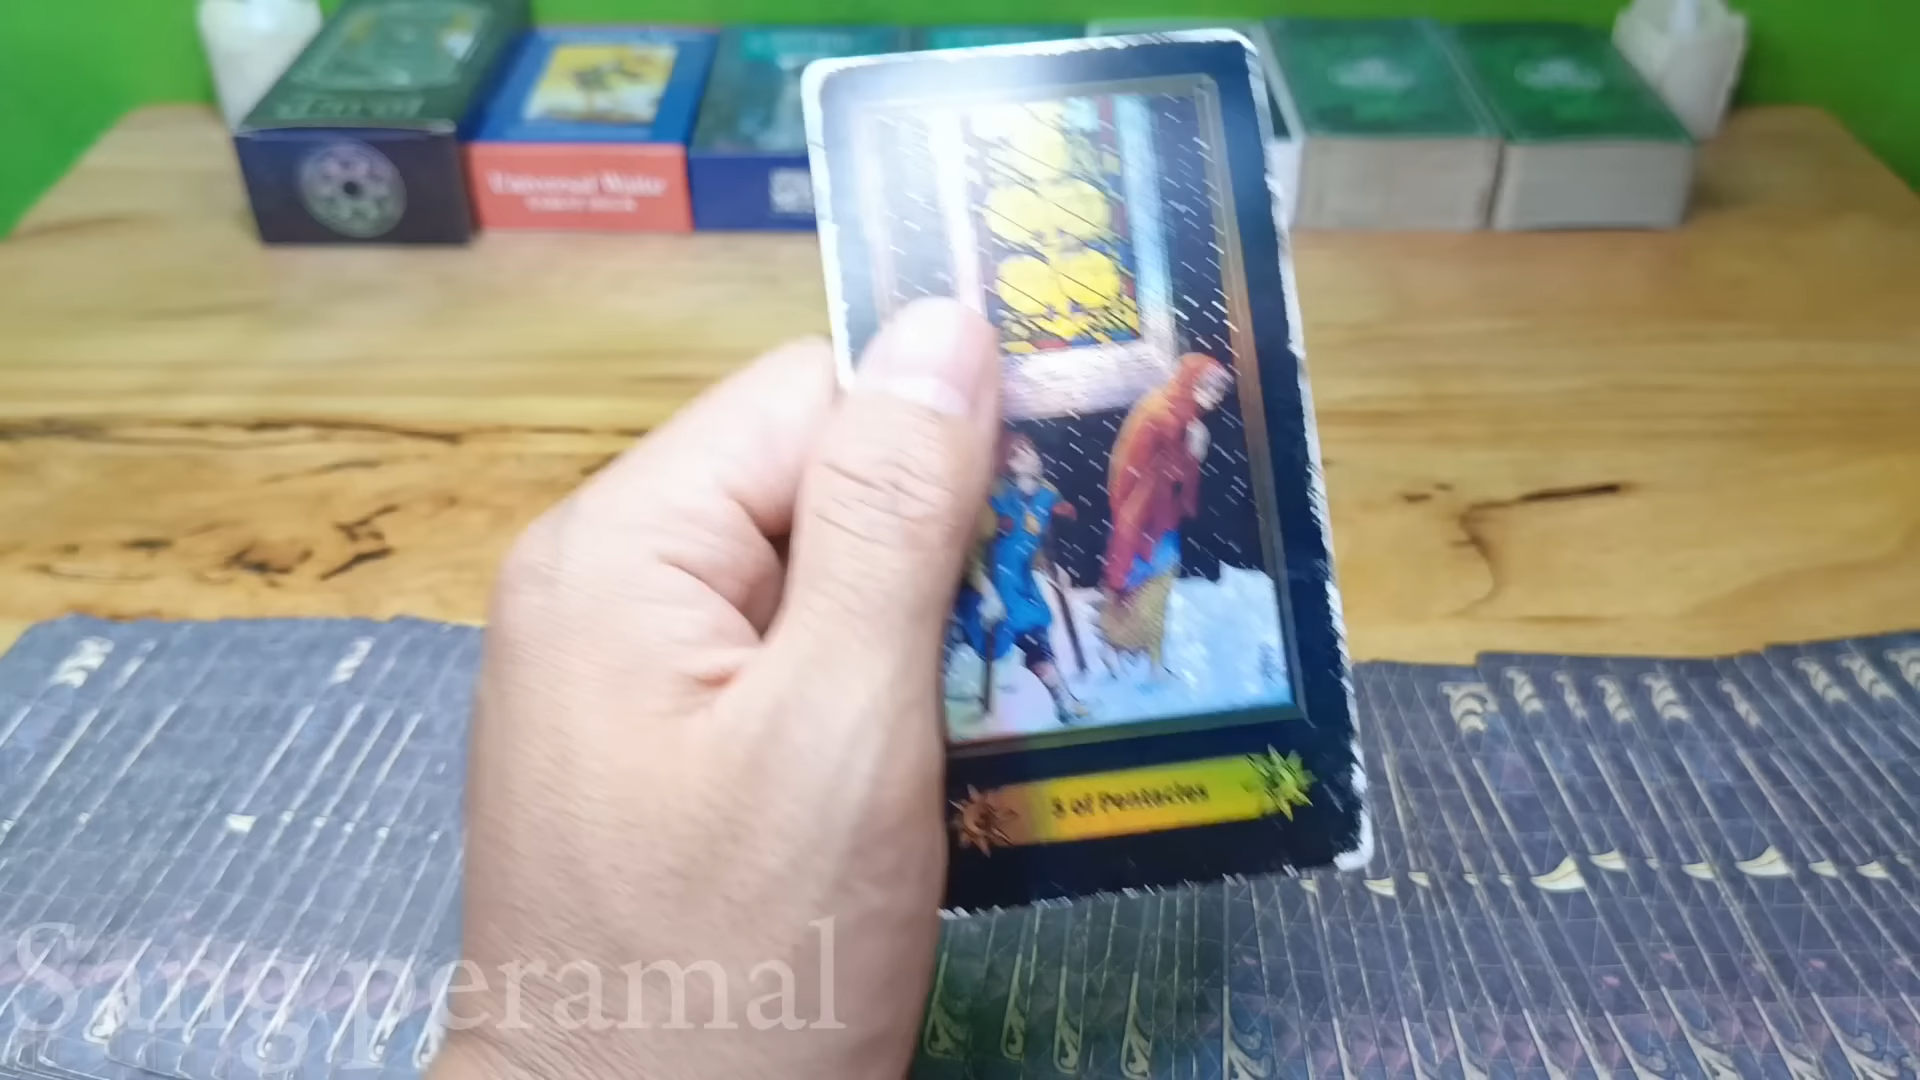 Universal Waite
TAROT DECK
5 of Pentacles
Sang peramal